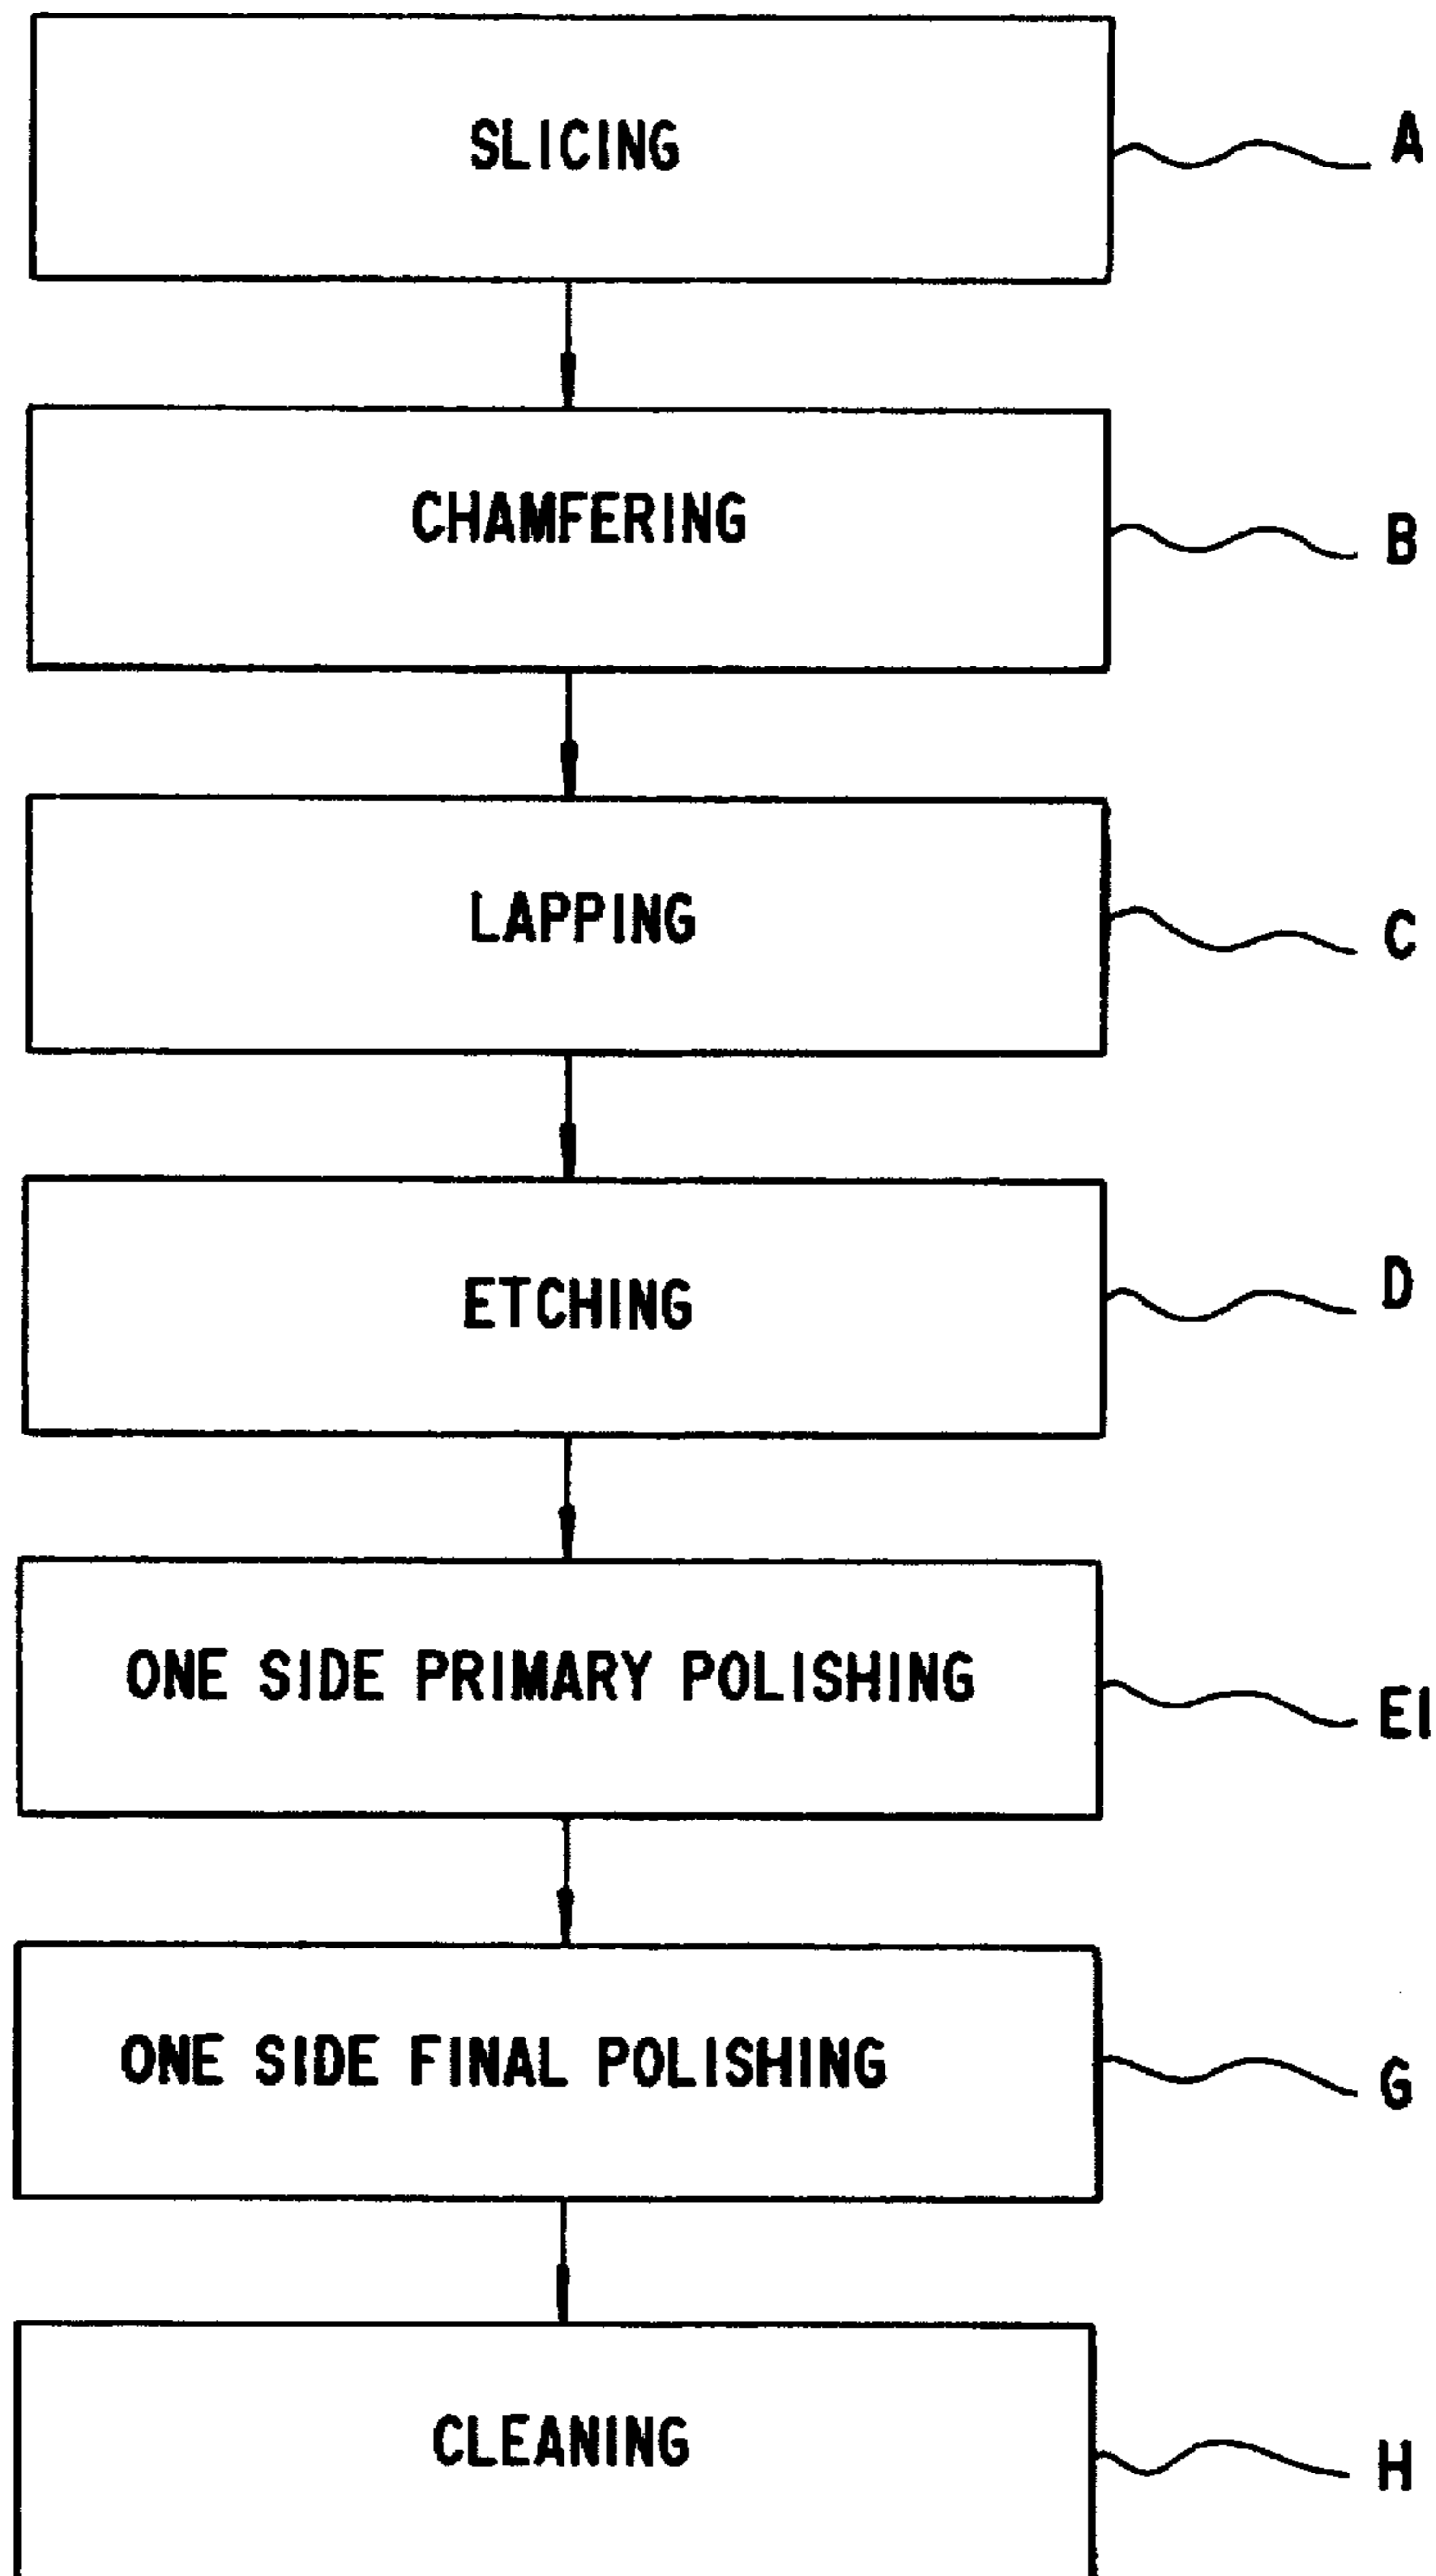 SLICING
A
CHAMFERING
B
LAPPING
C
ETCHING
D
ONE SIDE PRIMARY POLISHING
E1
ONE SIDE FINAL POLISHING
G
CLEANING
H